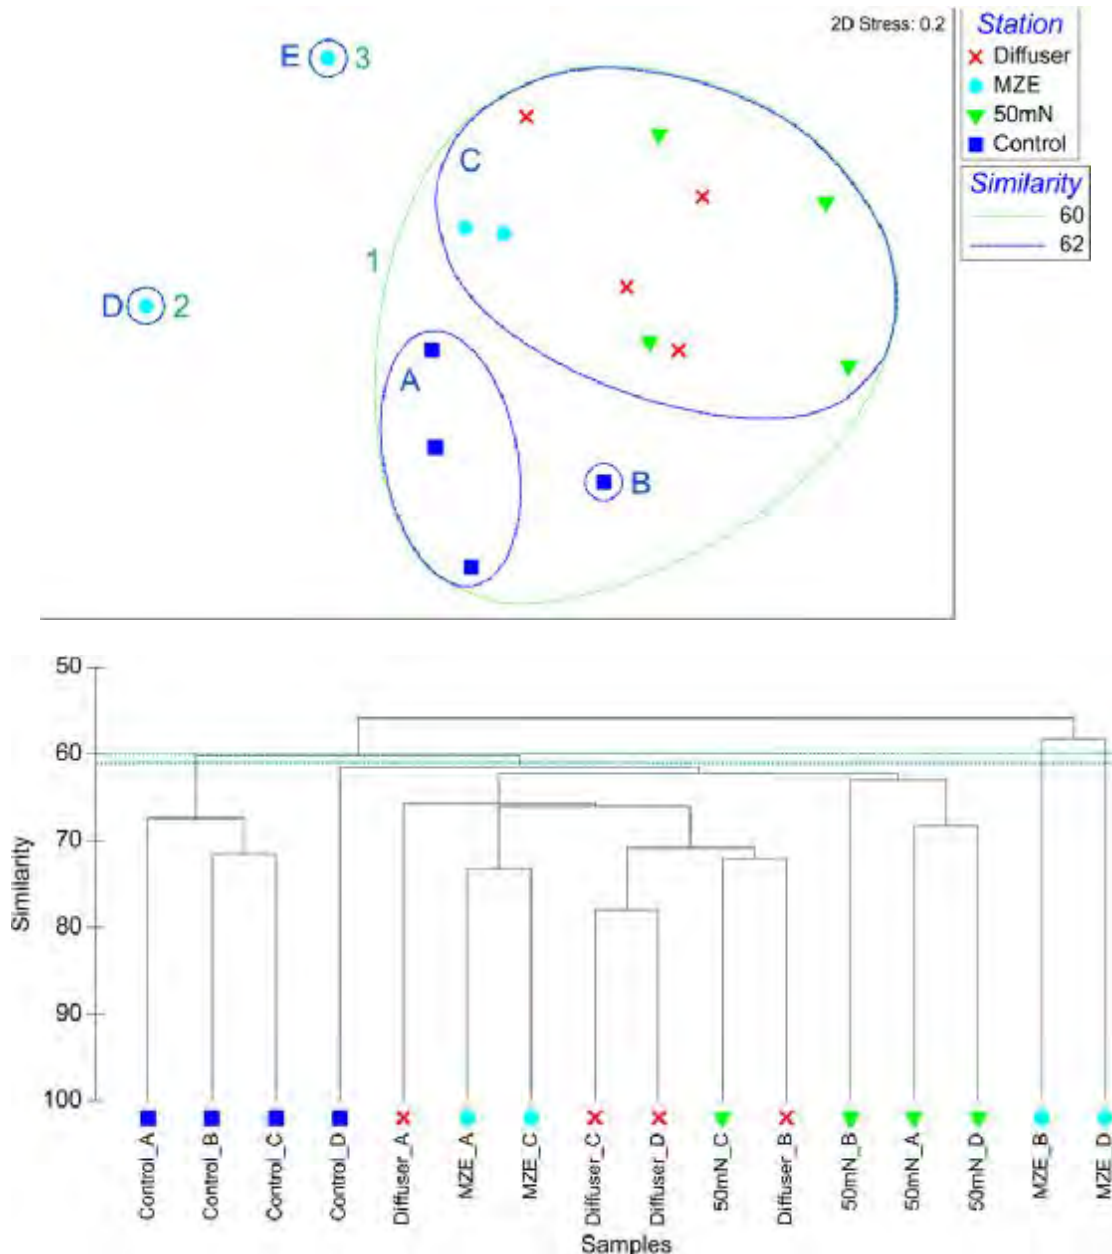 2D Stress: 0.2
Station
Diffuser
MZE
50mN
Control
Similarity
60
62
E 3
C
1
D 2
A
B
50
60
70
80
90
100
Similarity
Control_A
Control_B
Control_C
Control_D
Diffuser_A
MZE_A
MZE_C
Diffuser_C
Diffuser_D
50mN_C
Diffuser_B
50mN_B
50mN_A
50mN_D
MZE_B
MZE_D
Samples